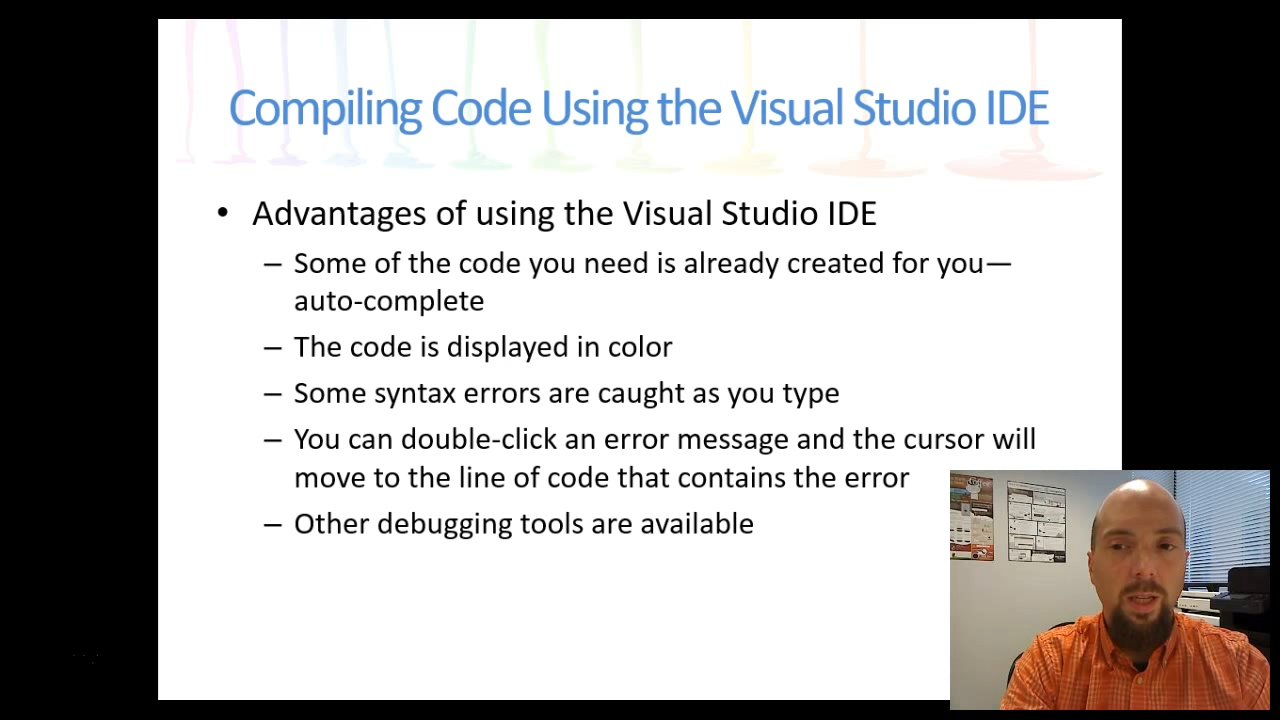 Compiling Code Using the Visual Studio IDE
• Advantages of using the Visual Studio IDE
– Some of the code you need is already created for you—
auto-complete
– The code is displayed in color
– Some syntax errors are caught as you type
– You can double-click an error message and the cursor will
move to the line of code that contains the error
– Other debugging tools are available